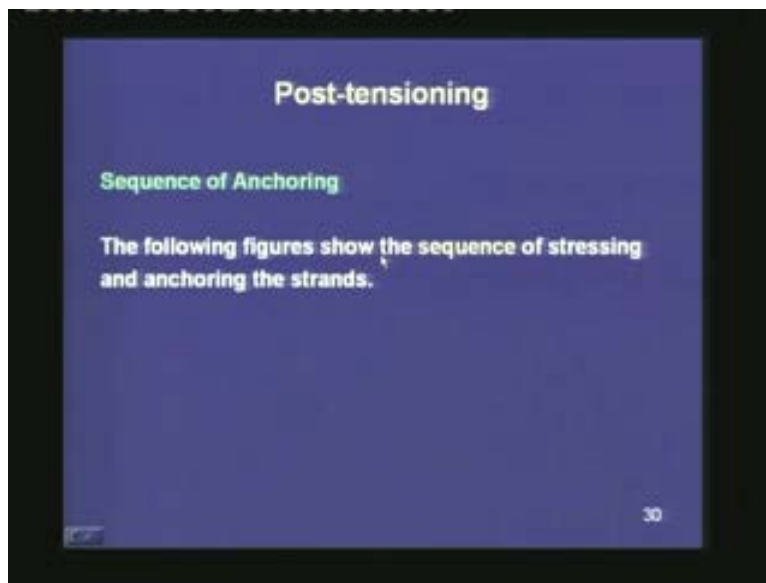 Post-tensioning
Sequence of Anchoring
The following figures show the sequence of stressing
and anchoring the strands.
30